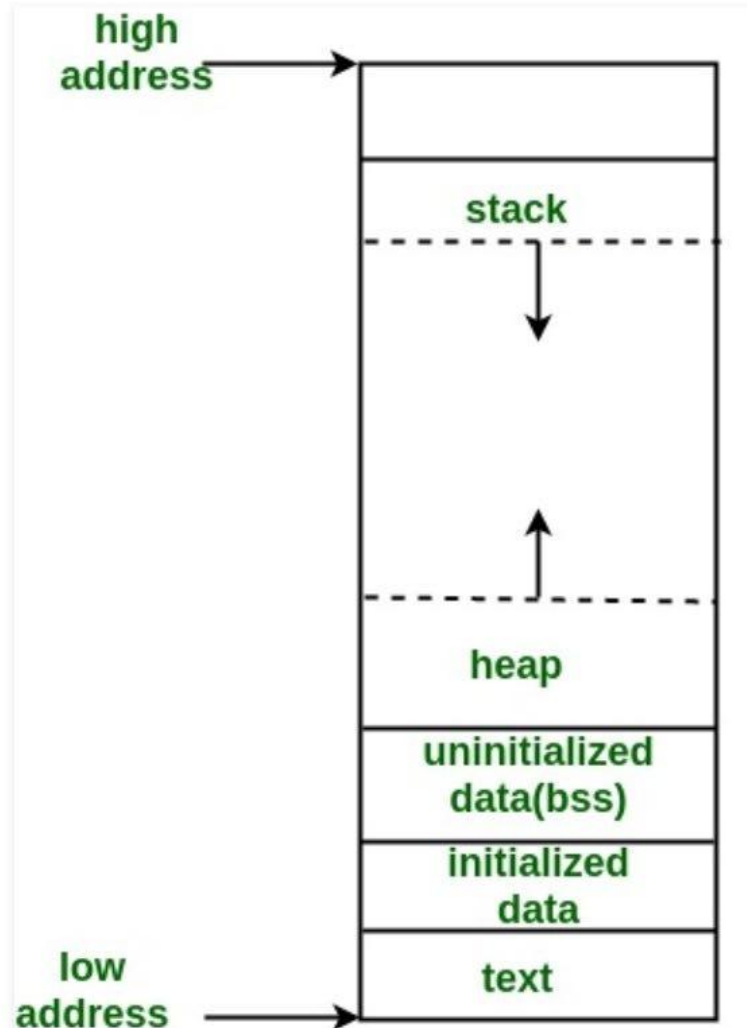 high
address
stack
heap
uninitialized
data(bss)
initialized
data
text
low
address